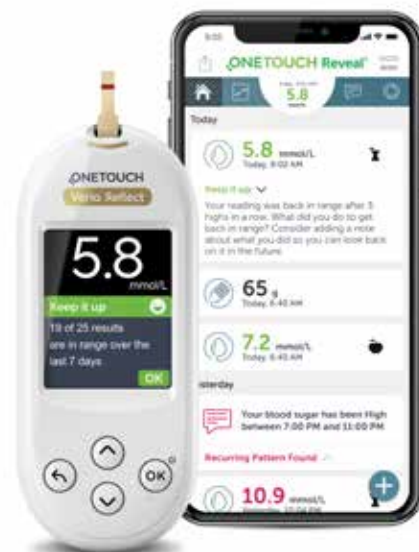 ONETOUCH
Verio Reflect
5.8
mmol/L
Keep it up
19 of 25 results
are in range over the
last 7 days
OK
OK
ONETOUCH Reveal
5.8
Today
5.8 mmol/L
Today, 9:02 AM
Keep it up
Your reading was back in range after 3
highs in a row. What did you do to get
back in range? Consider adding a note
about what you did so you can look back
on it in the future.
65 g
Today, 6:40 AM
7.2 mmol/L
Today, 6:40 AM
sterday
Your blood sugar has been High
between 7:00 PM and 11:00 PM
Recurring Pattern Found
10.9 mmol/L